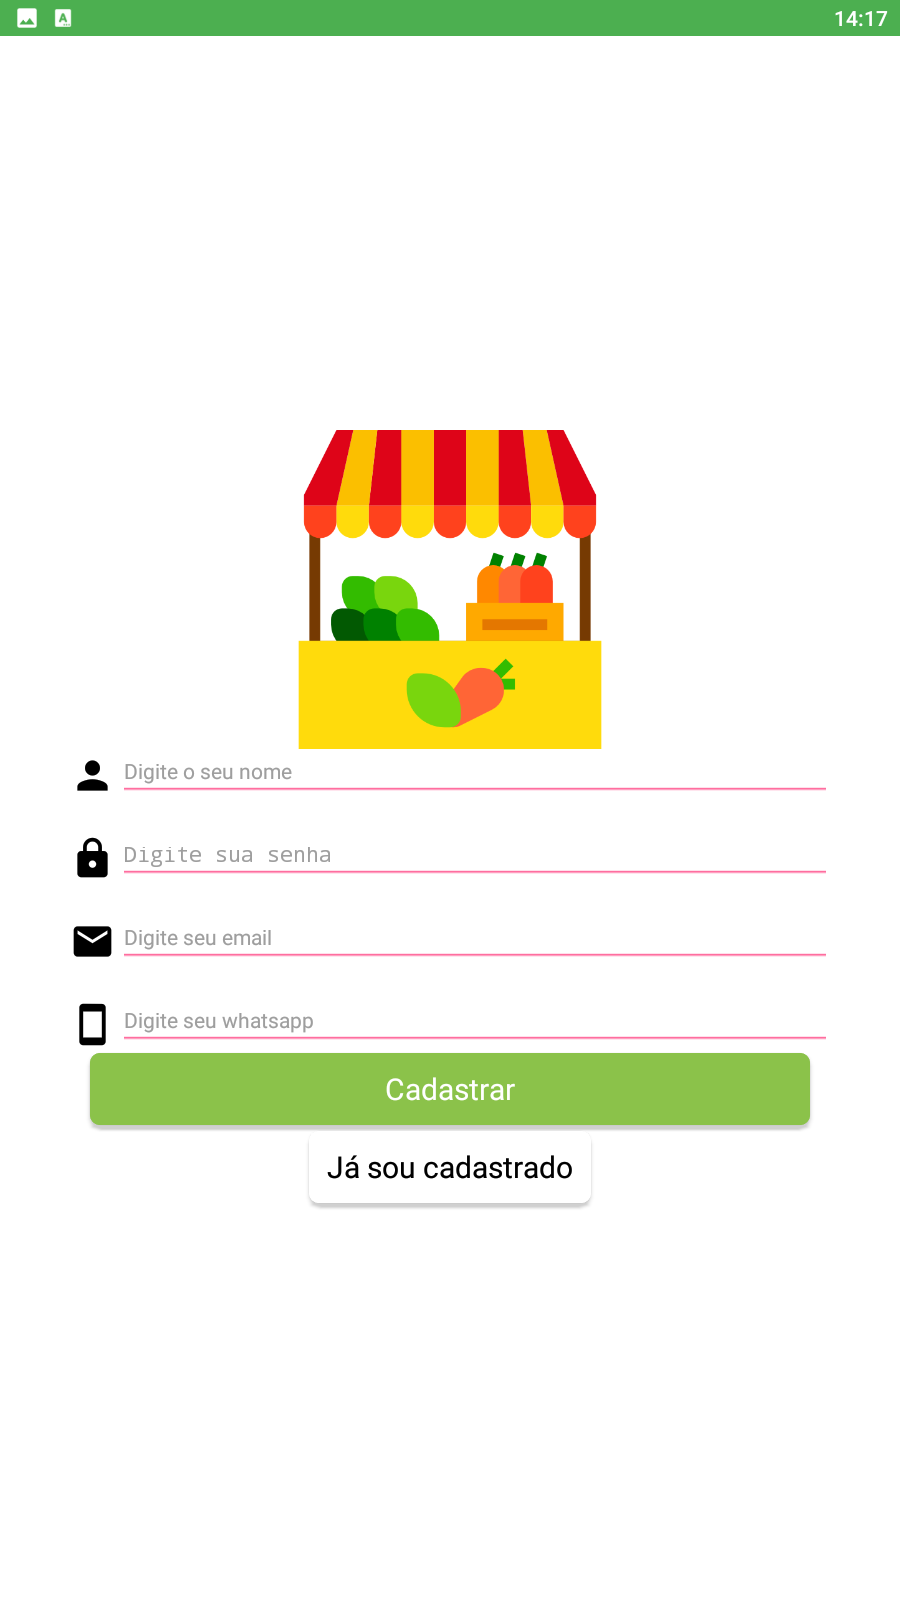 14:17
Digite o seu nome
Digite sua senha
Digite seu email
Digite seu whatsapp
Cadastrar
Já sou cadastrado